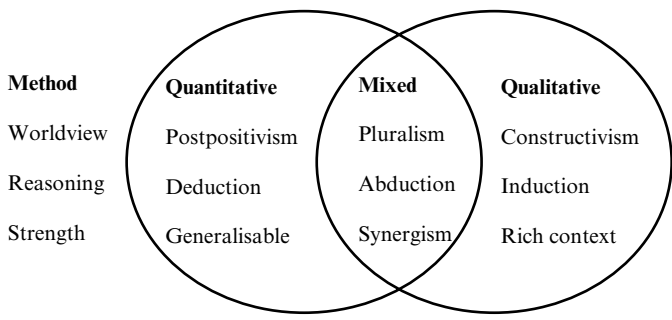 Method Quantitative Mixed Qualitative
Worldview Postpositivism Pluralism Constructivism
Reasoning Deduction Abduction Induction
Strength Generalisable Synergism Rich context